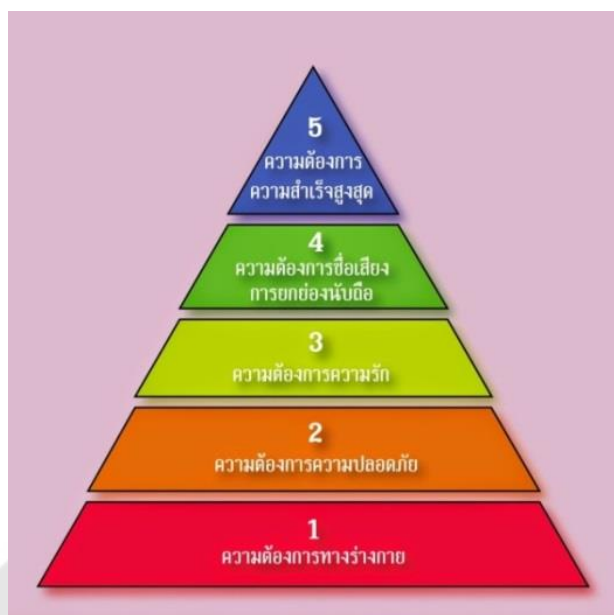 5
ความต้องการ
ความสำเร็จสูงสุด
4
ความต้องการชื่อเสียง
การยกย่องนับถือ
3
ความต้องการความรัก
2
ความต้องการความปลอดภัย
1
ความต้องการทางร่างกาย